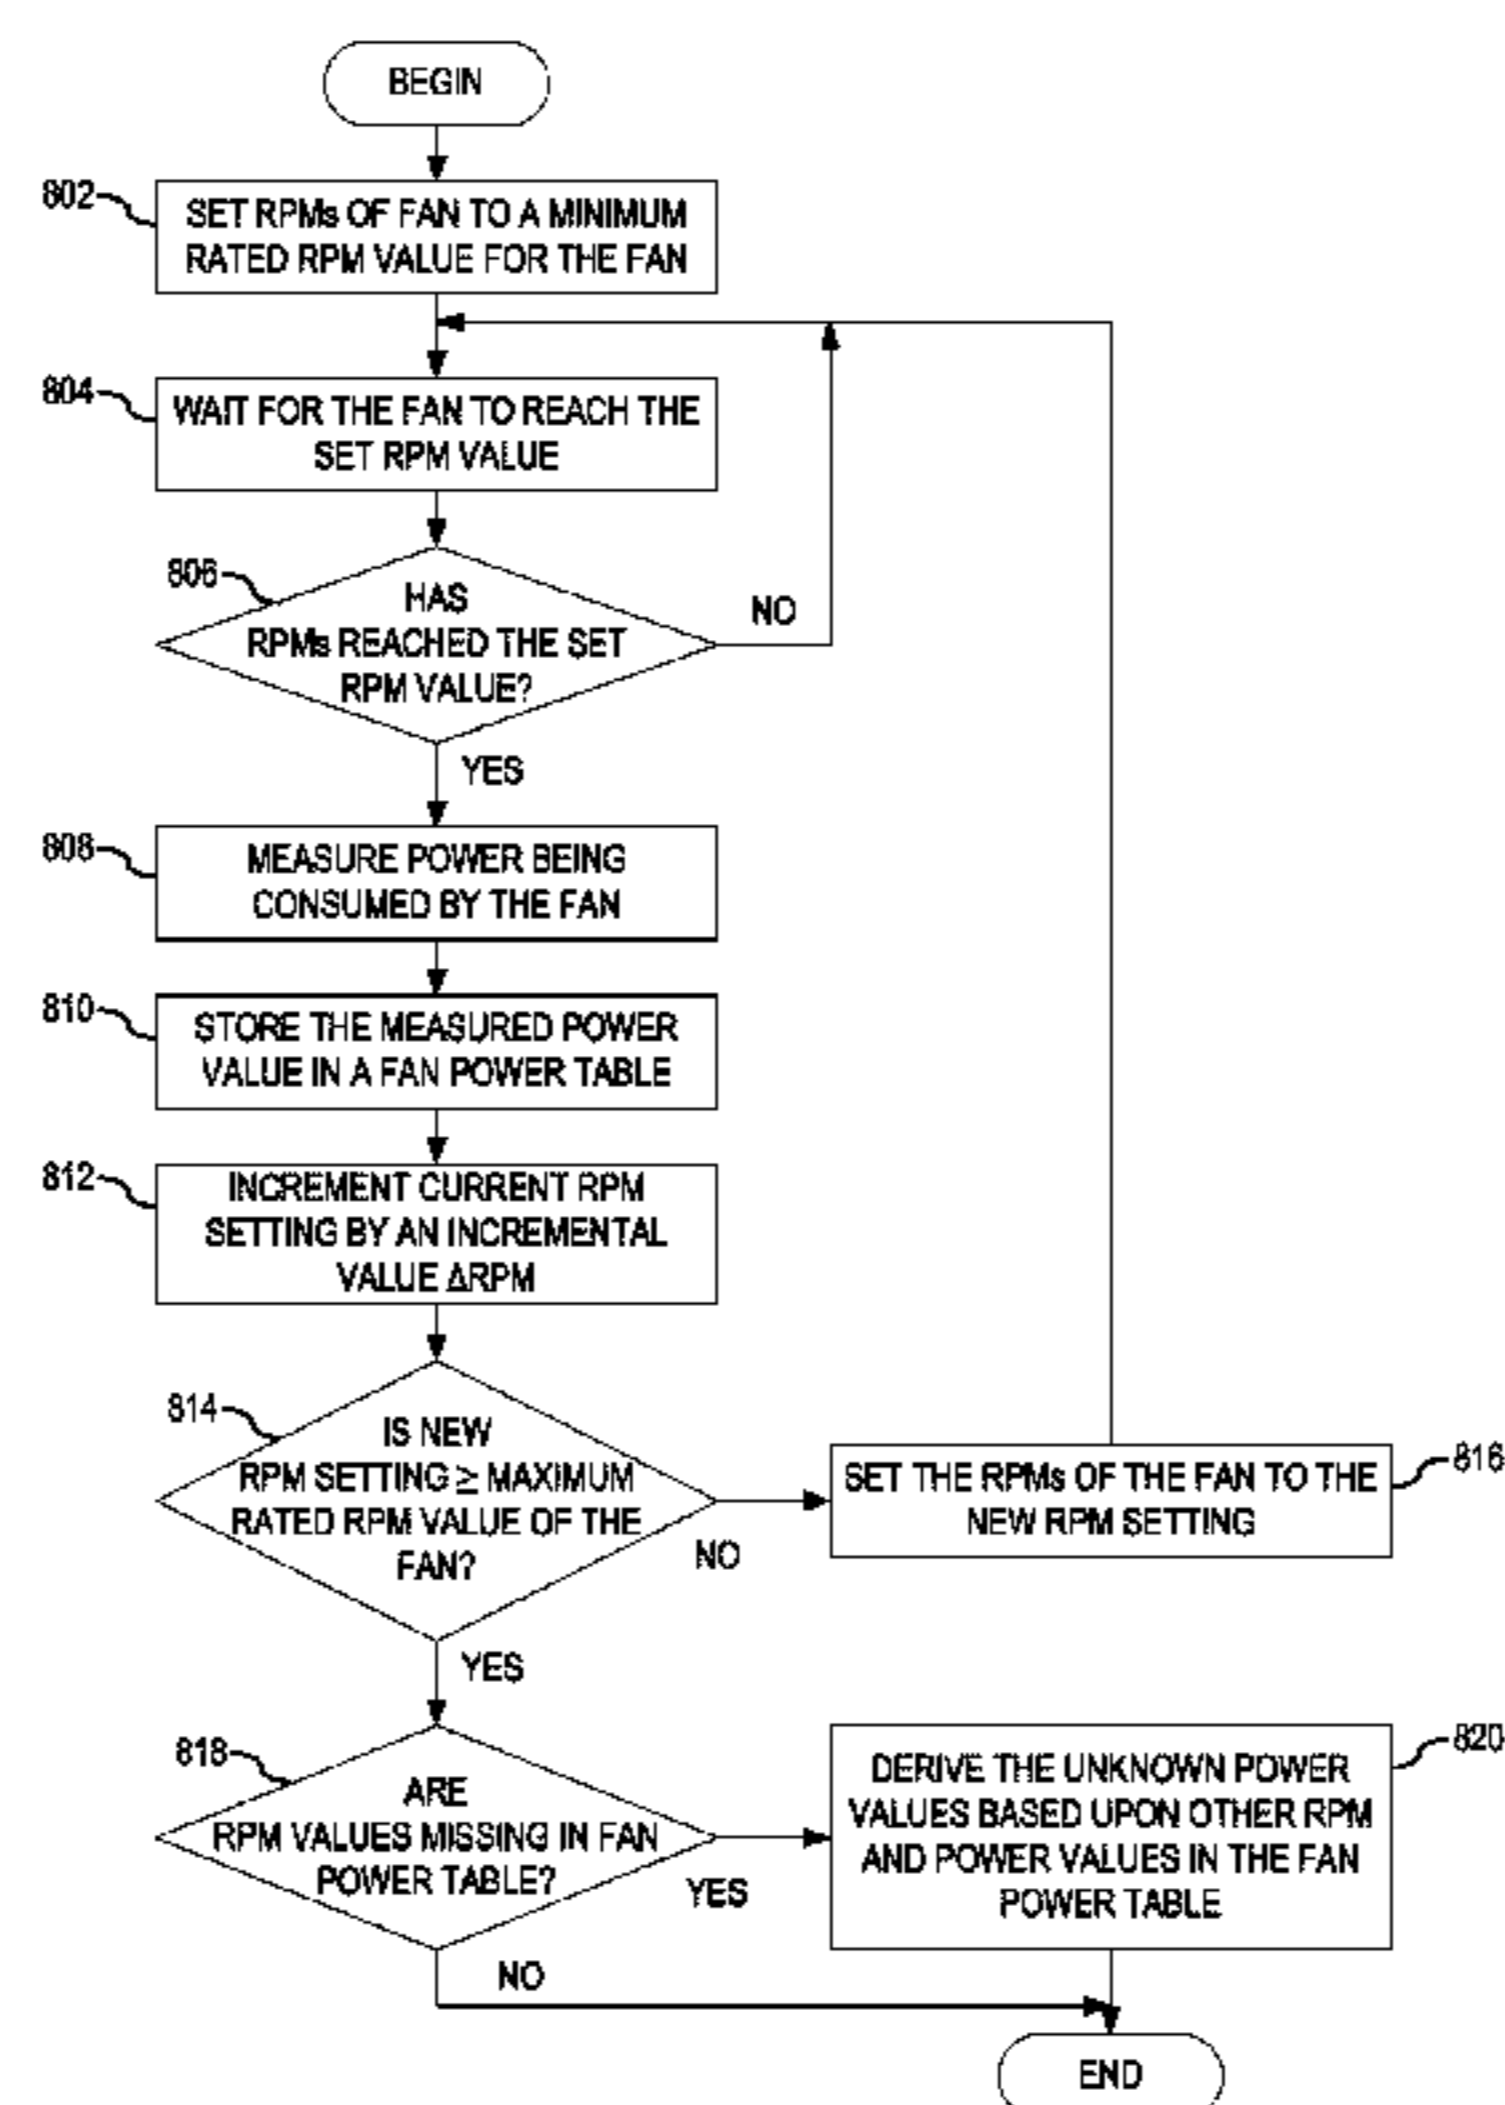 BEGIN
802
SET RPMs OF FAN TO A MINIMUM
RATED RPM VALUE FOR THE FAN
804
WAIT FOR THE FAN TO REACH THE
SET RPM VALUE
806
HAS
RPMs REACHED THE SET
RPM VALUE?
NO
YES
808
MEASURE POWER BEING
CONSUMED BY THE FAN
810
STORE THE MEASURED POWER
VALUE IN A FAN POWER TABLE
812
INCREMENT CURRENT RPM
SETTING BY AN INCREMENTAL
VALUE ΔRPM
814
IS NEW
RPM SETTING ≥ MAXIMUM
RATED RPM VALUE OF THE
FAN?
NO
816
SET THE RPMs OF THE FAN TO THE
NEW RPM SETTING
YES
818
ARE
RPM VALUES MISSING IN FAN
POWER TABLE?
YES
820
DERIVE THE UNKNOWN POWER
VALUES BASED UPON OTHER RPM
AND POWER VALUES IN THE FAN
POWER TABLE
NO
END